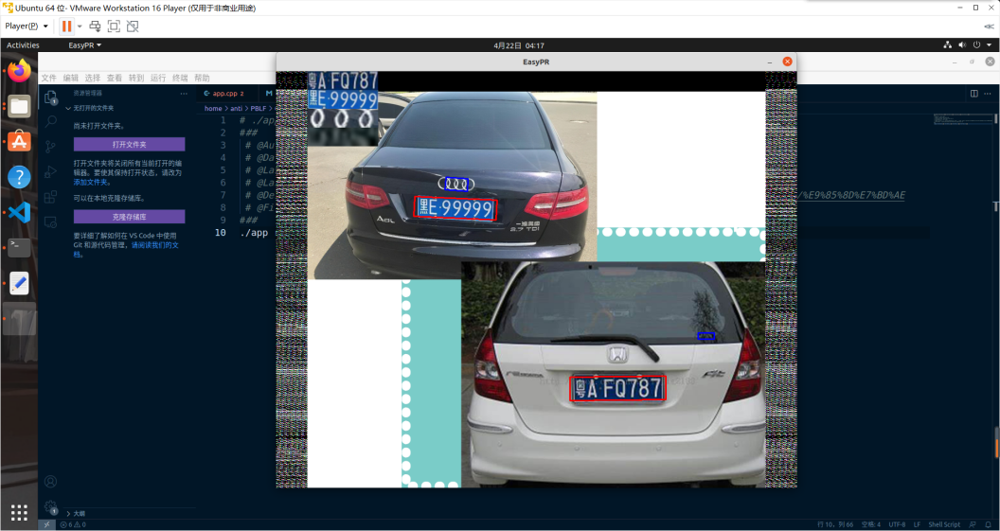 Ubuntu 64 位- VMware Workstation 16 Player (仅用于非商业用途)
Player(P)
Activities
EasyPR
4月22日 04:17
EasyPR
文件 编辑 选择 查看 转到 运行 终端 帮助
资源管理器
app.cpp 2
无打开的文件夹
home > anti > PBLF >
尚未打开文件夹。
打开文件夹
打开文件夹将关闭所有当前打开的编
辑器。要使其保持打开状态，请改为
添加文件夹。
可以在本地克隆存储库。
克隆存储库
要详细了解如何在 VS Code 中使用
Git 和源代码管理，请阅读我们的文
档。
1 # ./ap
2 ###
3 # @Au
4 # @Da
5 # @La
6 # @La
7 # @De
8 # @Fi
9 ###
10 ./app
/%E9%85%8D%E7%BD%AE
粤A FQ787
黑E·99999
黑E·99999
A6L
2.7 TDI
粤A·FQ787
大纲
6 0
行 10，列 66 空格: 4 UTF-8 LF Shell Script